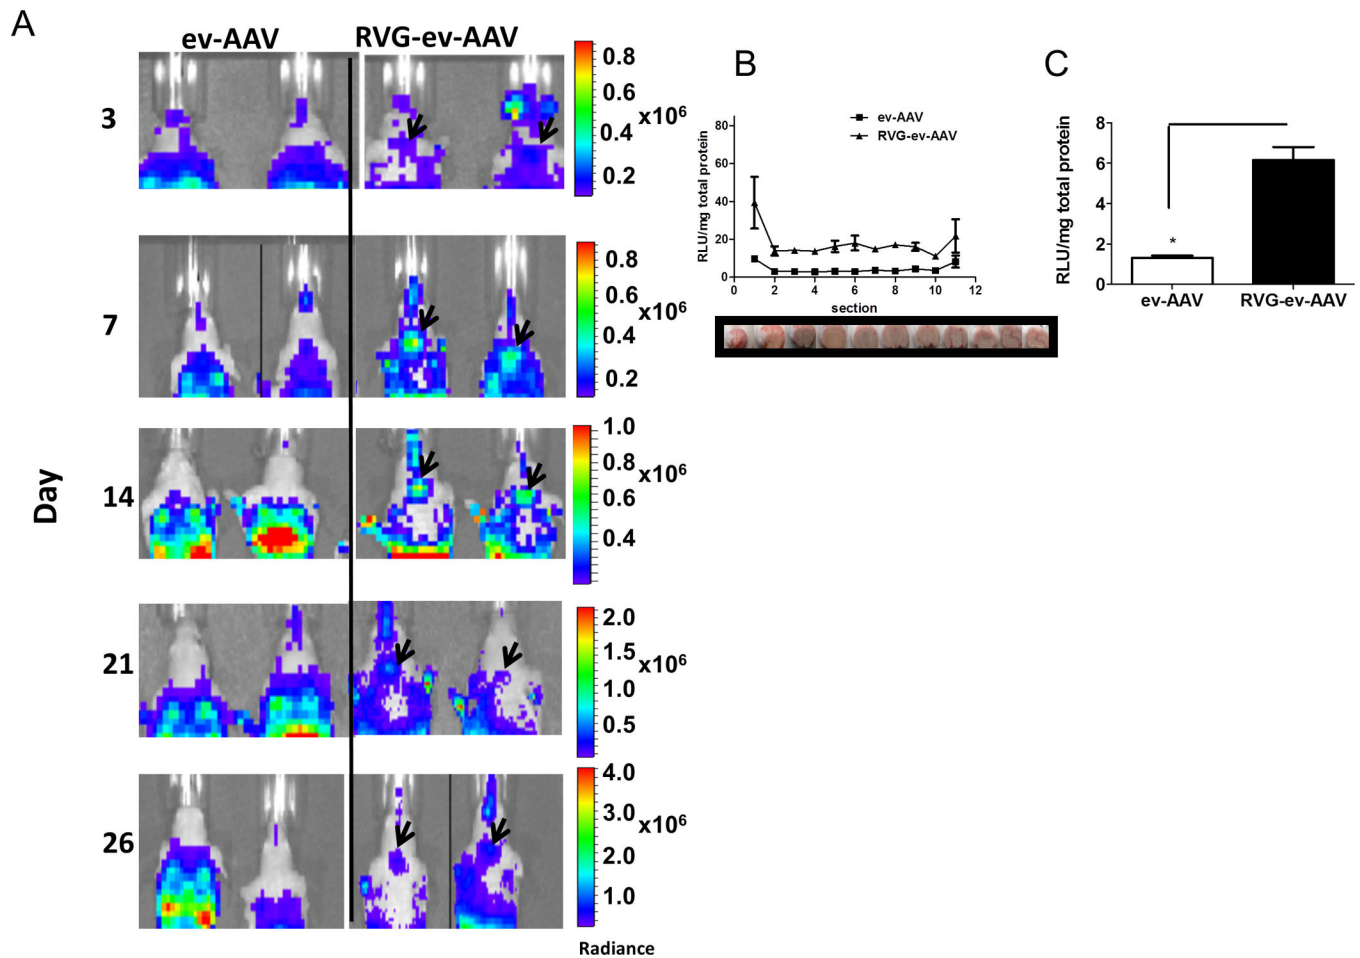 A
ev-AAV RVG-ev-AAV
3
0.8
0.6
x10⁶
0.4
0.2
7
0.8
0.6
x10⁶
0.4
0.2
Day
14
1.0
0.8
x10⁶
0.6
0.4
21
2.0
1.5
x10⁶
1.0
0.5
26
4.0
3.0
x10⁶
2.0
1.0
Radiance
B
ev-AAV
RVG-ev-AAV
RLU/mg total protein
80
60
40
20
0
0 2 4 6 8 10 12
section
C
RLU/mg total protein
8
6
4
2
0
*
ev-AAV RVG-ev-AAV